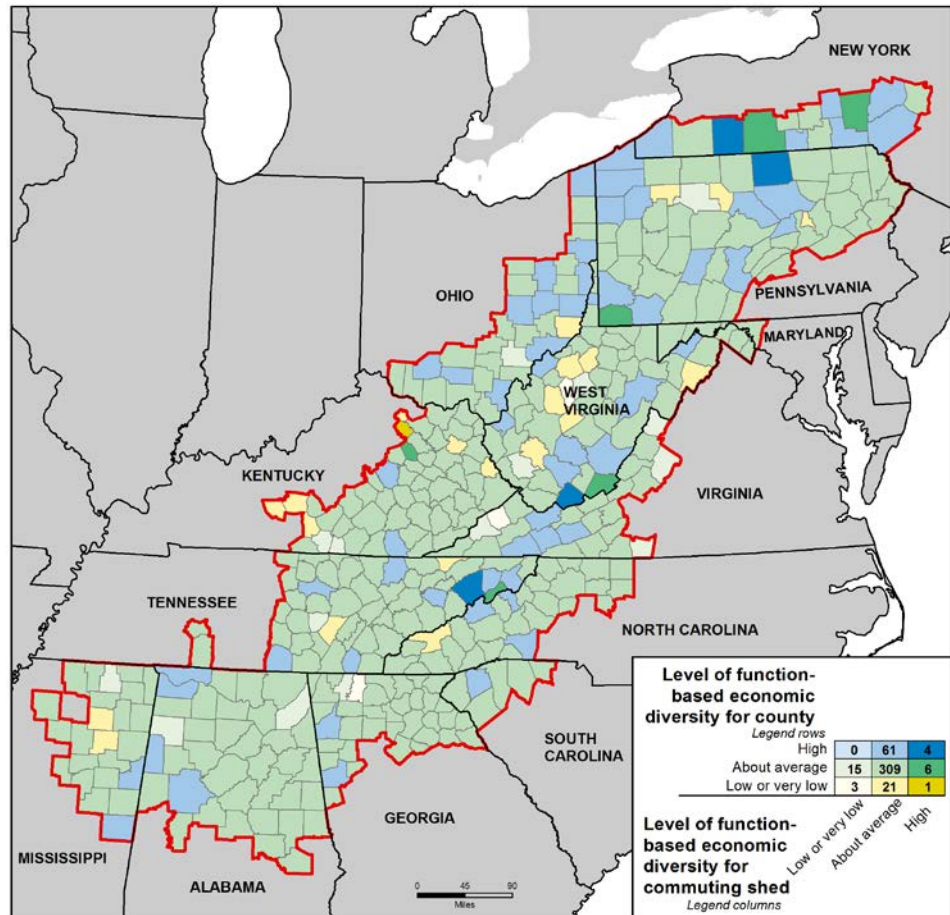 NEW YORK
PENNSYLVANIA
OHIO
MARYLAND
WEST
VIRGINIA
KENTUCKY
VIRGINIA
TENNESSEE
NORTH CAROLINA
SOUTH
CAROLINA
GEORGIA
MISSISSIPPI
ALABAMA
0 45 90
Miles
Level of function-
based economic
diversity for county
Legend rows
High 0 61 4
About average 15 309 6
Low or very low 3 21 1
Low or very low
About average
High
Level of function-
based economic
diversity for
commuting shed
Legend columns